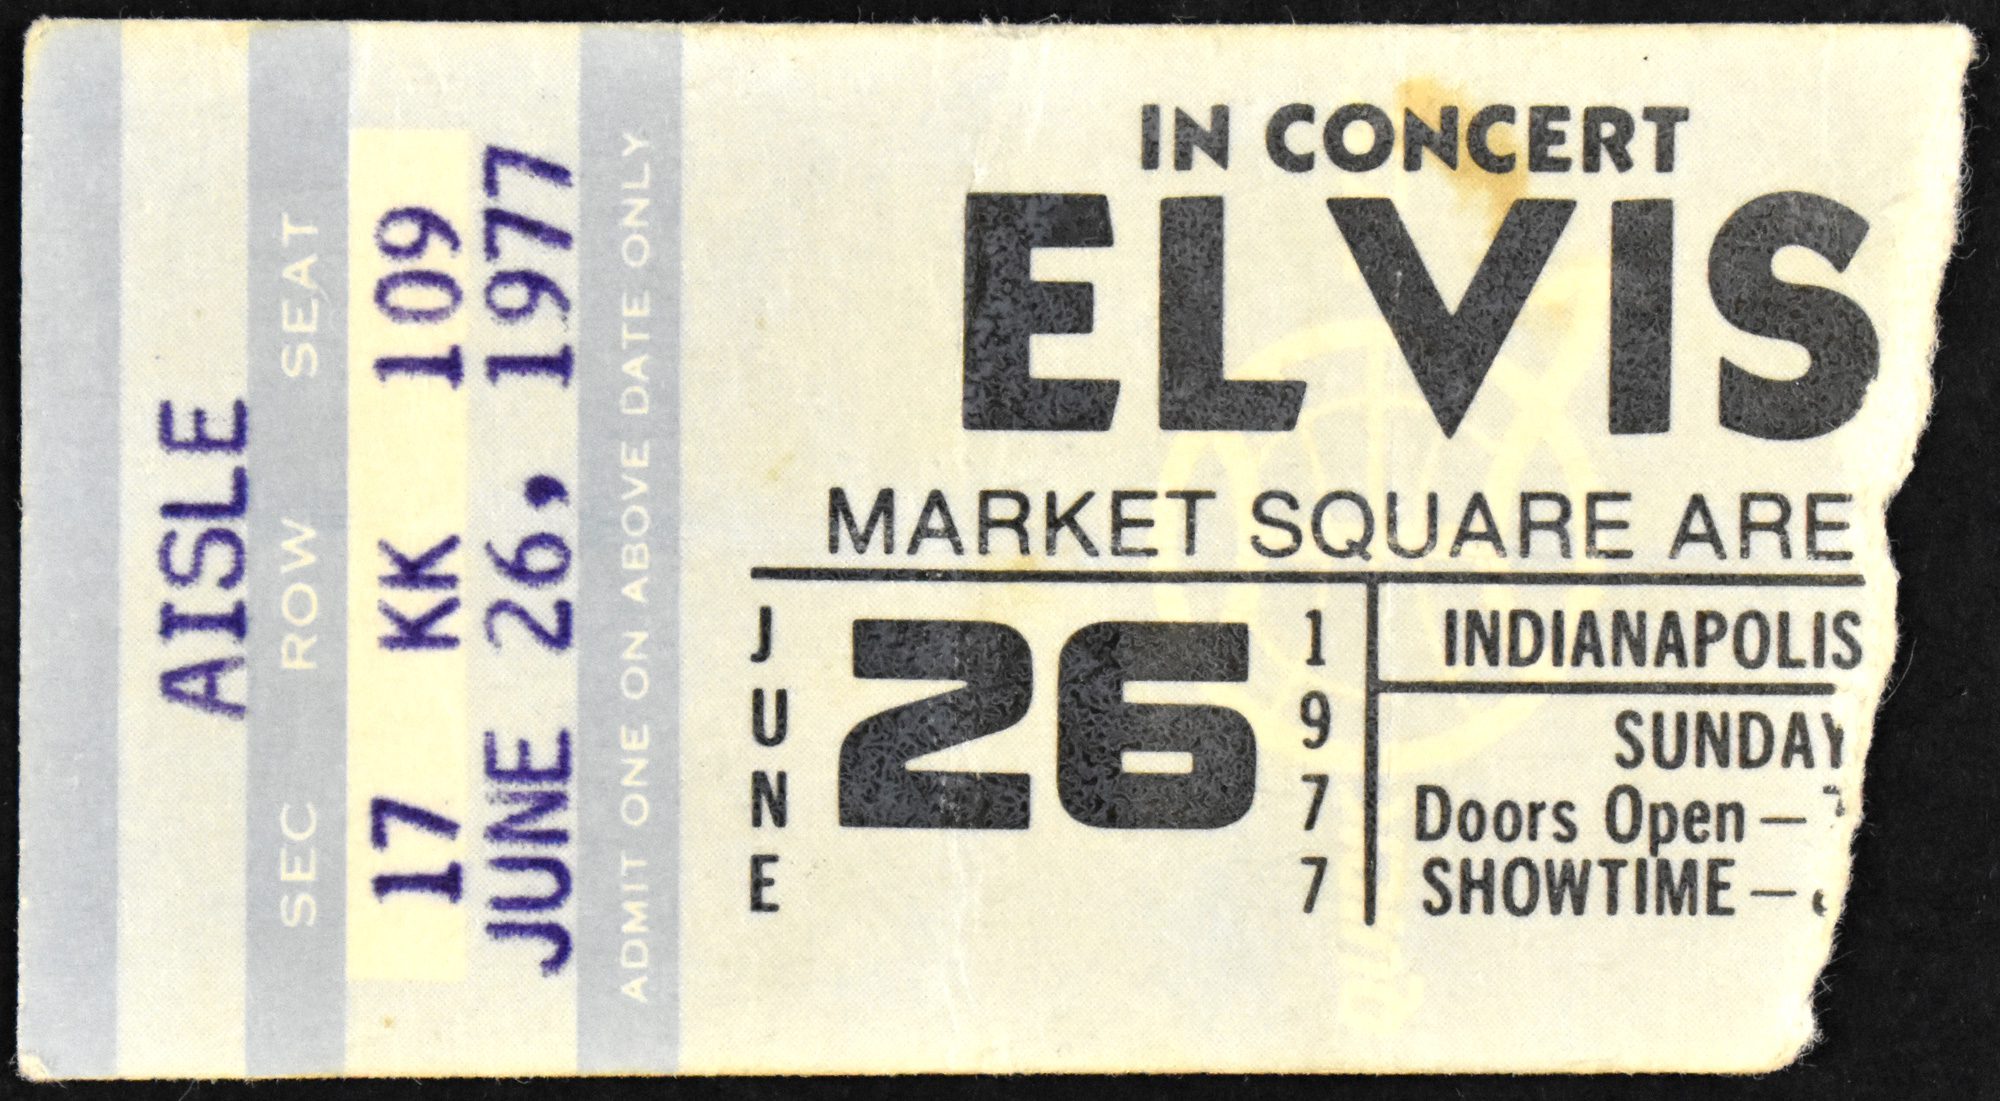 AISLE
SEC ROW SEAT
17 KK 109
JUNE 26, 1977
ADMIT ONE ON ABOVE DATE ONLY
IN CONCERT
ELVIS
MARKET SQUARE ARE
JUNE 26 1977
INDIANAPOLIS
SUNDAY
Doors Open —
SHOWTIME —